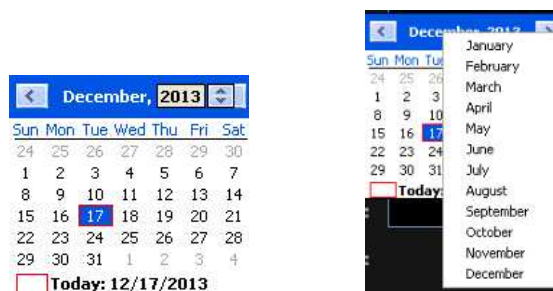 December, 2013
Sun Mon Tue Wed Thu Fri Sat
24 25 26 27 28 29 30
1 2 3 4 5 6 7
8 9 10 11 12 13 14
15 16 17 18 19 20 21
22 23 24 25 26 27 28
29 30 31 1 2 3 4
Today: 12/17/2013
December, 2013
Sun Mon Tue
24 25 26
1 2 3
8 9 10
15 16 17
22 23 24
29 30 31
Today:
January
February
March
April
May
June
July
August
September
October
November
December